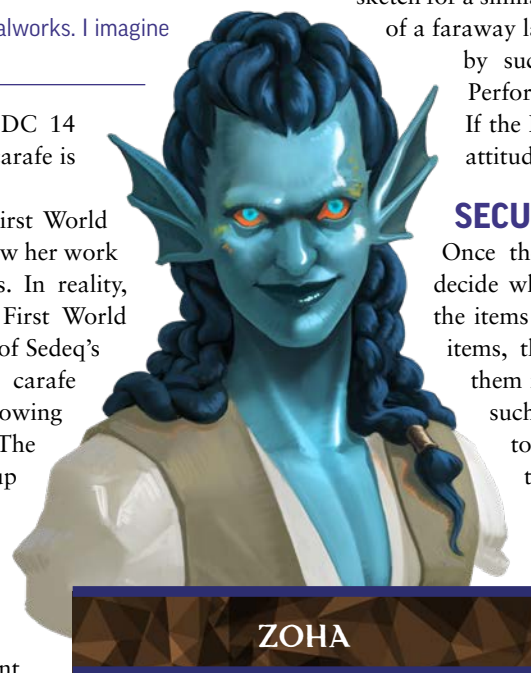 alworks. I imagine
DC 14
arafe is
irst World
w her work
s. In reality,
First World
of Sedeq's
carafe
owing
The
up
nt
ZOHA
sketch for a simila
of a faraway la
by suc
Perfor
If the
attitud
SECU
Once th
decide wh
the items
items, th
them
such
to
t